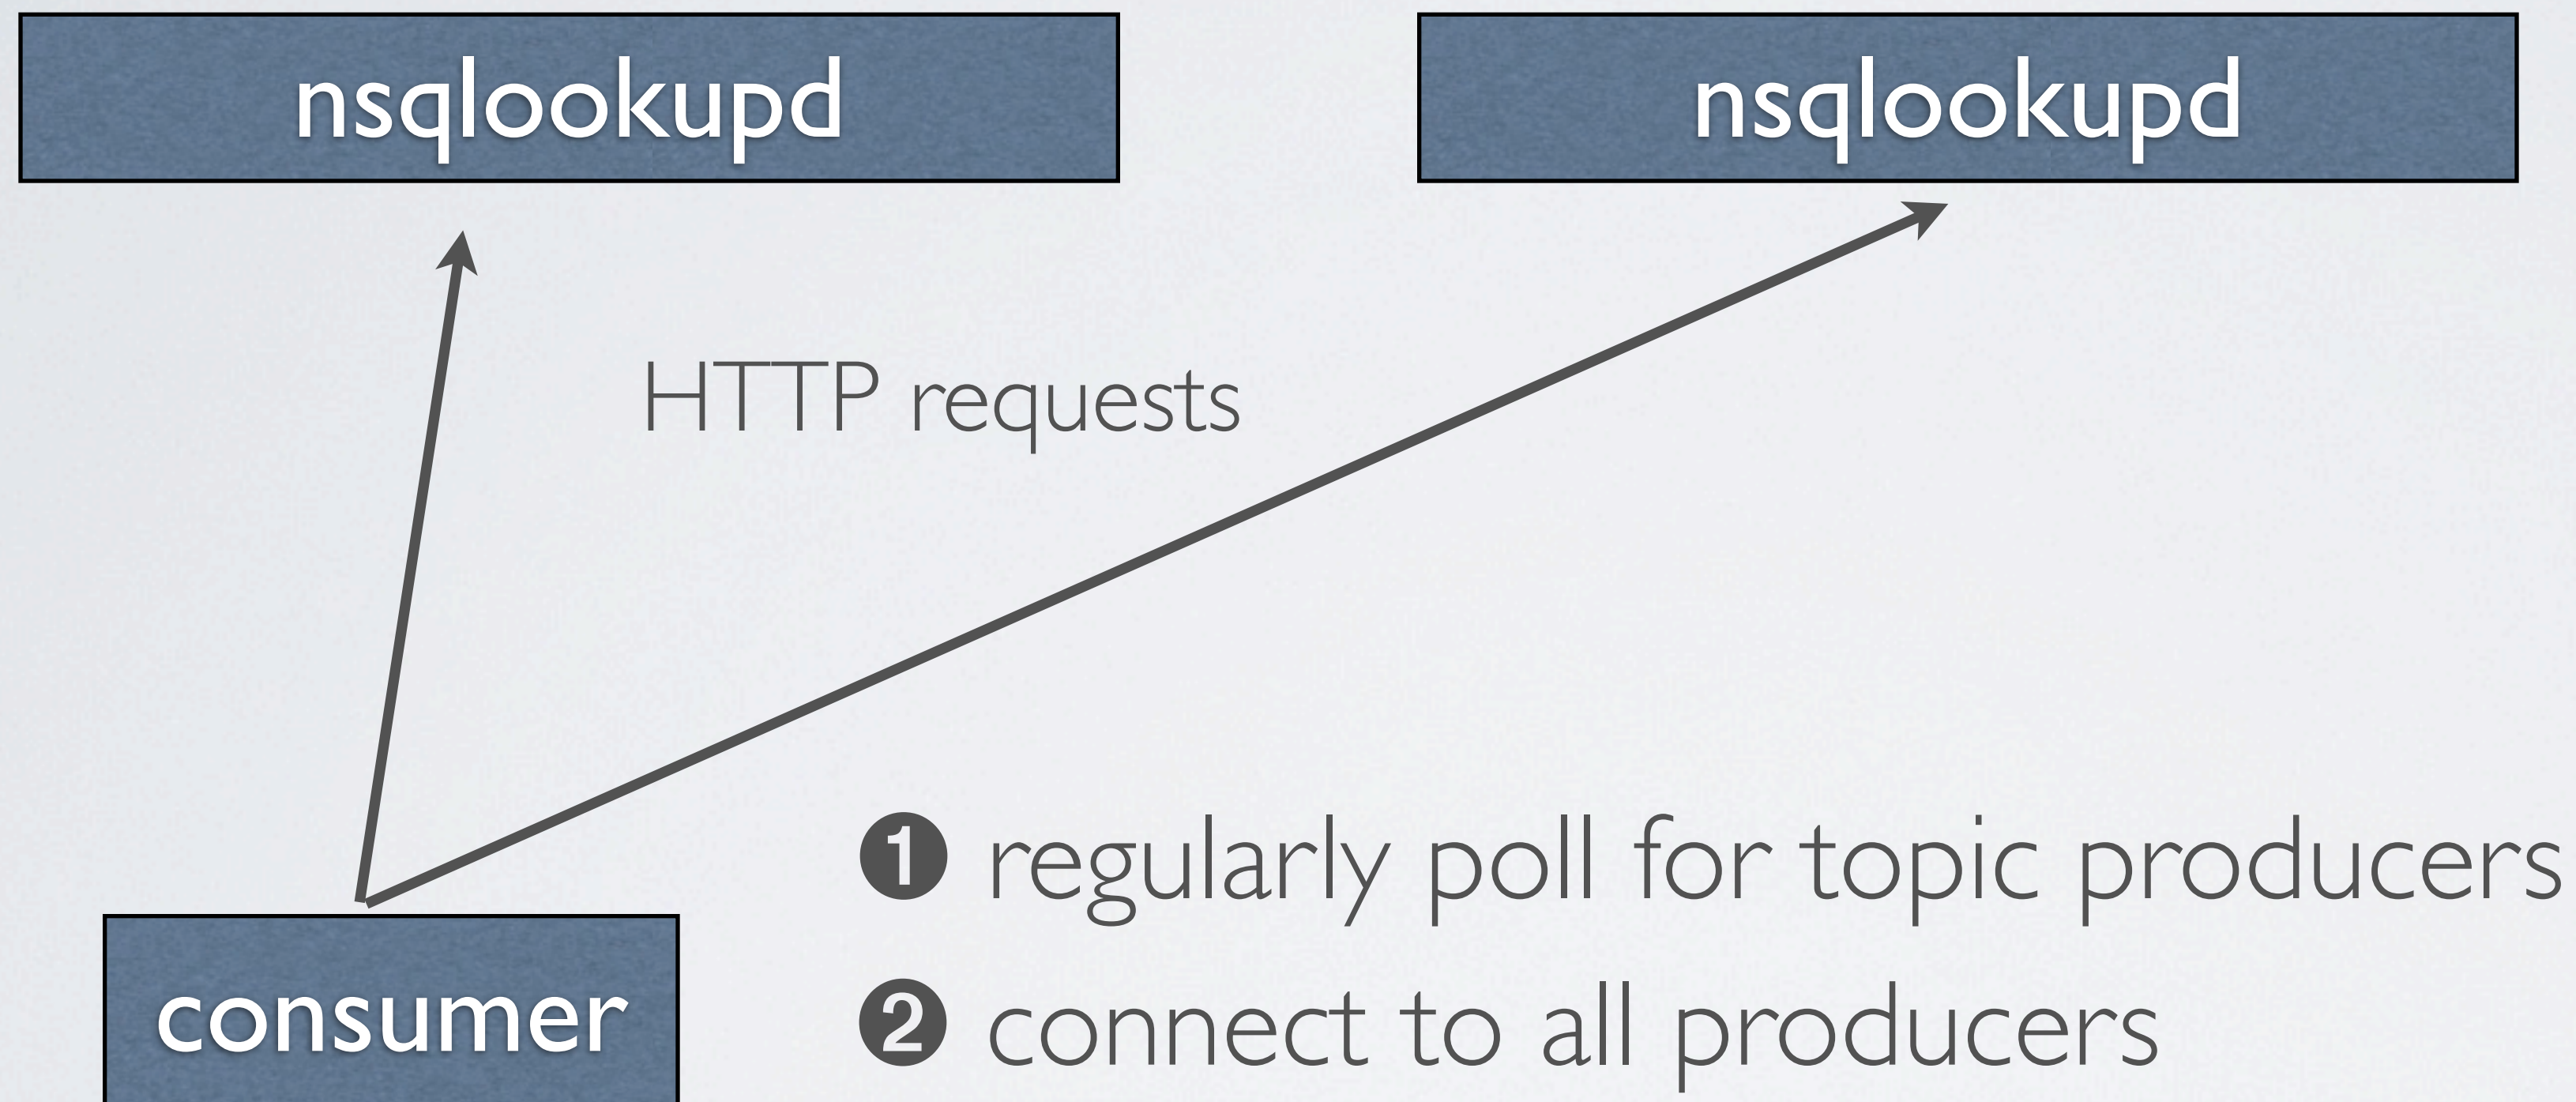 nsqlookupd
nsqlookupd
HTTP requests
❶ regularly poll for topic producers
❷ connect to all producers
consumer